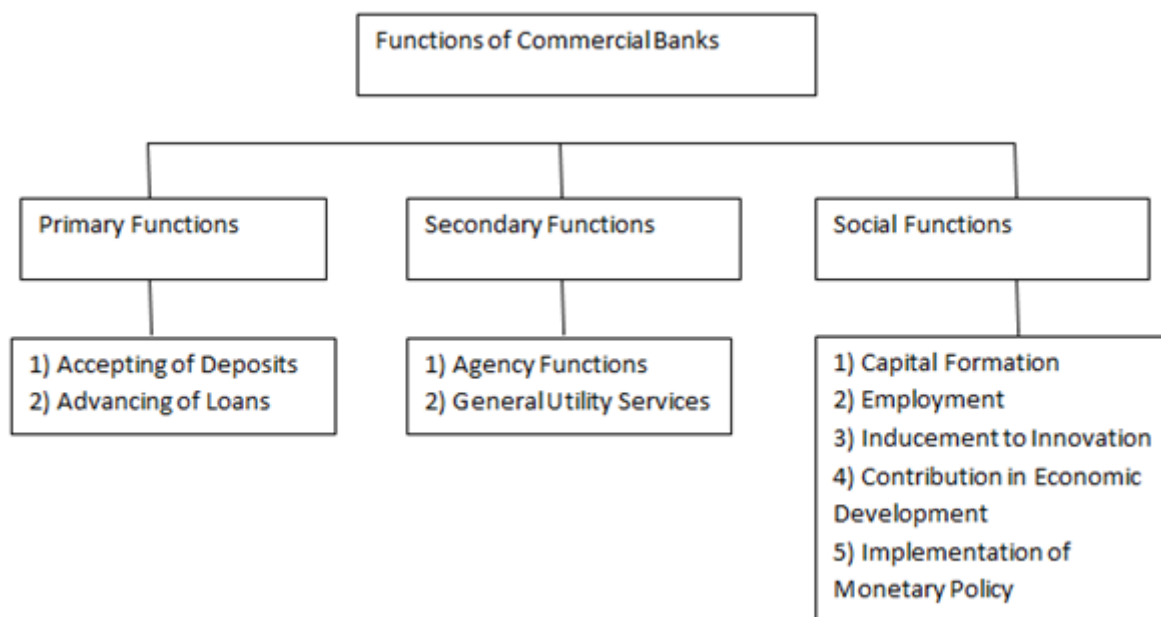 Functions of Commercial Banks
Primary Functions
Secondary Functions
Social Functions
1) Accepting of Deposits
2) Advancing of Loans
1) Agency Functions
2) General Utility Services
1) Capital Formation
2) Employment
3) Inducement to Innovation
4) Contribution in Economic
Development
5) Implementation of
Monetary Policy